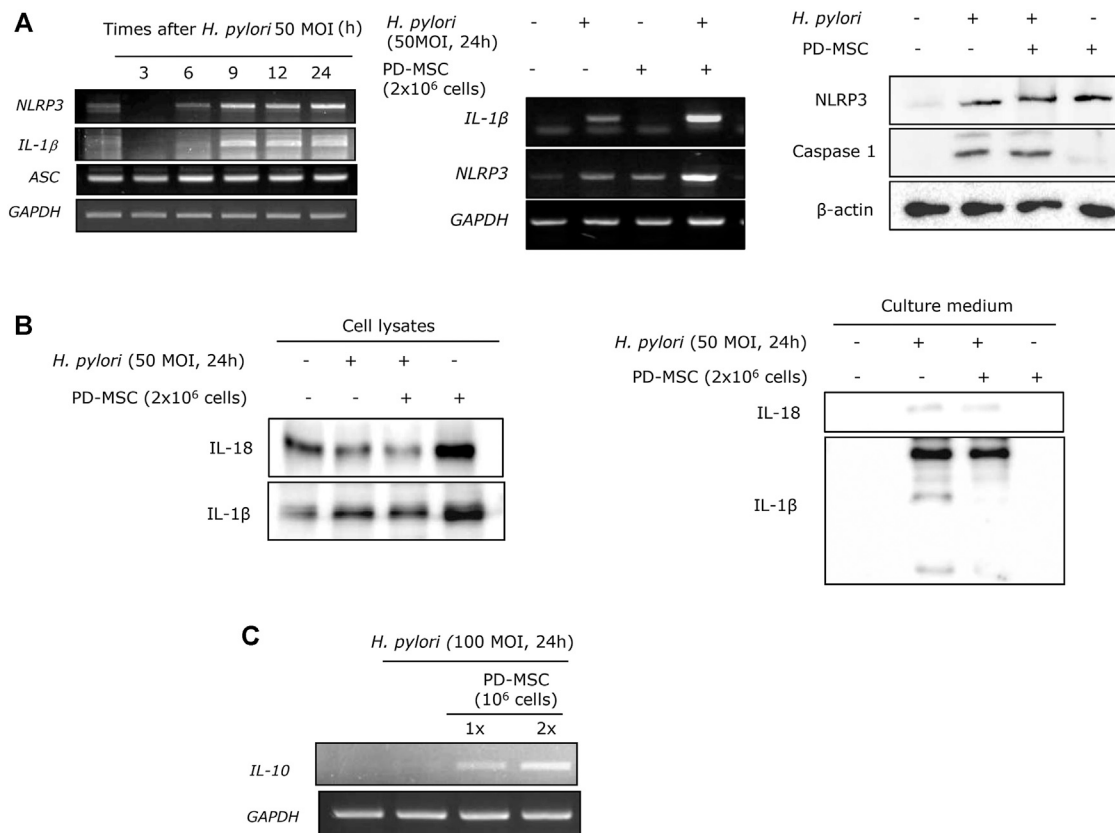 A
Times after H. pylori 50 MOI (h)
3 6 9 12 24
NLRP3
IL-1β
ASC
GAPDH
H. pylori - + - +
(50MOI, 24h)
PD-MSC - - + +
(2x10⁶ cells)
IL-1β
NLRP3
GAPDH
H. pylori - + + -
PD-MSC - - + +
NLRP3
Caspase 1
β-actin
B
Cell lysates
H. pylori (50 MOI, 24h) - + + -
PD-MSC (2x10⁶ cells) - - + +
IL-18
IL-1β
Culture medium
H. pylori (50 MOI, 24h) - + + -
PD-MSC (2x10⁶ cells) - - + +
IL-18
IL-1β
C
H. pylori (100 MOI, 24h)
PD-MSC
(10⁶ cells)
1x 2x
IL-10
GAPDH